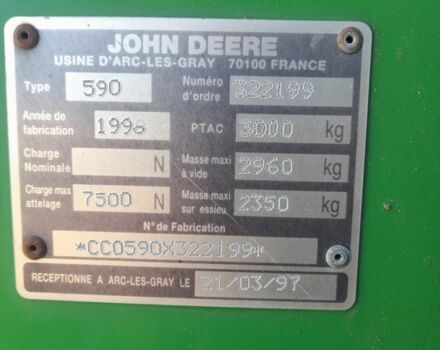 JOHN DEERE
USINE D'ARC-LES-GRAY 70100 FRANCE
Type 590 Numéro d'ordre 322199
Année de fabrication 1996 PTAC 3000 kg
Charge Nominale N Masse maxi à vide 2960 kg
Charge max attelage 7500 N Masse maxi sur essieu 2350 kg
N° de Fabrication
*CC0590X322199*
RECEPTIONNE A ARC-LES-GRAY LE 21/03/97